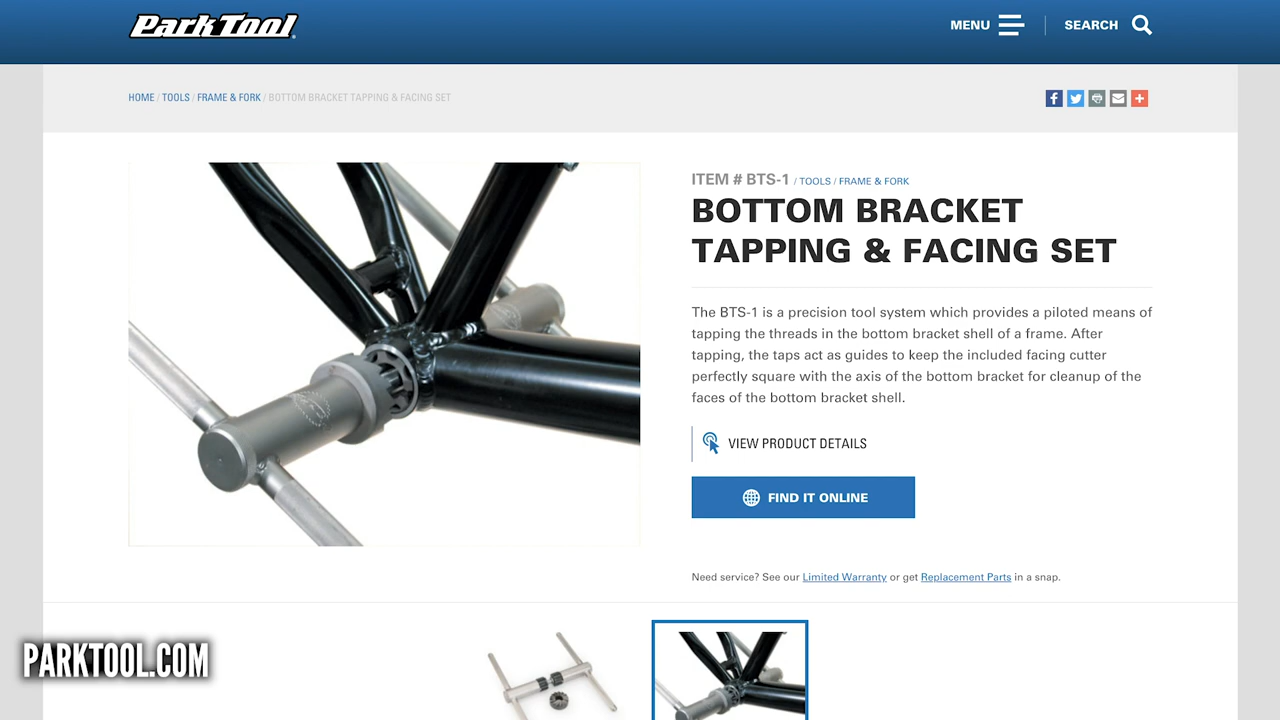 Park Tool
MENU
SEARCH
HOME / TOOLS / FRAME & FORK / BOTTOM BRACKET TAPPING & FACING SET
ITEM # BTS-1 / TOOLS / FRAME & FORK
BOTTOM BRACKET
TAPPING & FACING SET
The BTS-1 is a precision tool system which provides a piloted means of
tapping the threads in the bottom bracket shell of a frame. After
tapping, the taps act as guides to keep the included facing cutter
perfectly square with the axis of the bottom bracket for cleanup of the
faces of the bottom bracket shell.
VIEW PRODUCT DETAILS
FIND IT ONLINE
Need service? See our Limited Warranty or get Replacement Parts in a snap.
PARKTOOL.COM